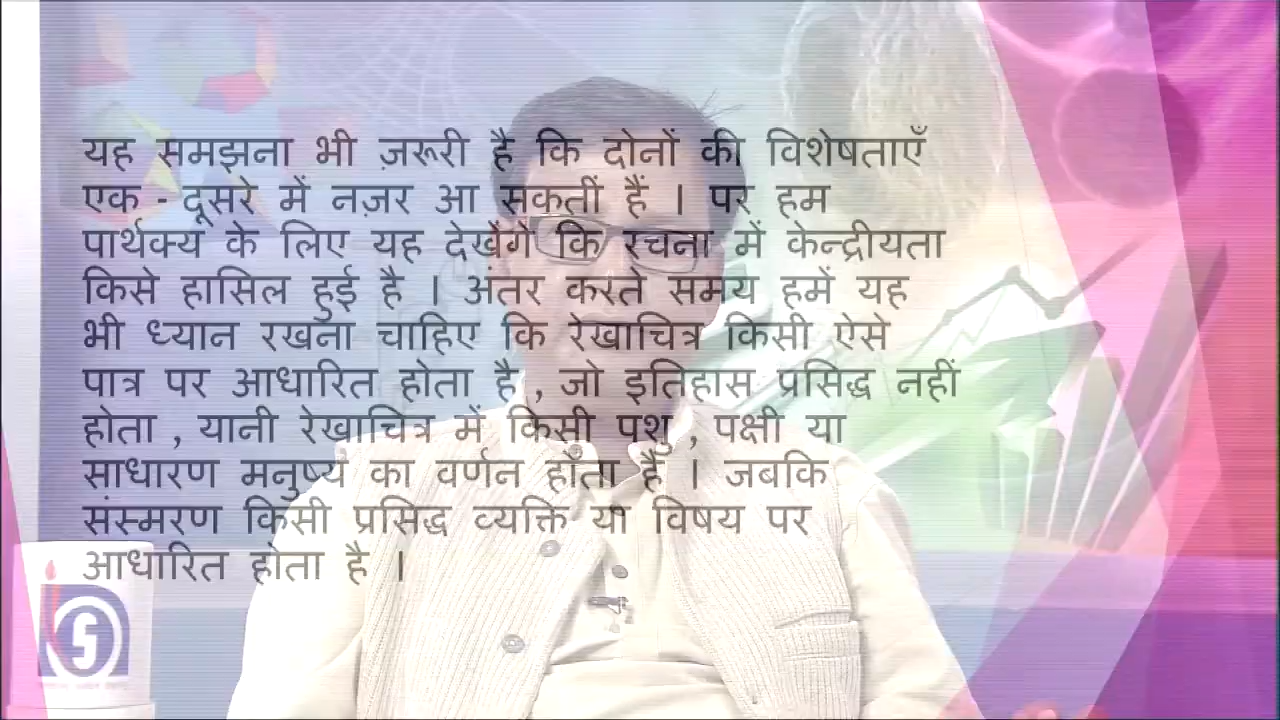 यह समझना भी ज़रूरी है कि दोनों की विशेषताएँ
एक - दूसरे में नज़र आ सकतीं हैं । पर हम
पार्थक्य के लिए यह देखेंगे कि रचना में केन्द्रीयता
किसे हासिल हुई है । अंतर करते समय हमें यह
भी ध्यान रखना चाहिए कि रेखाचित्र किसी ऐसे
पात्र पर आधारित होता है , जो इतिहास प्रसिद्ध नहीं
होता , यानी रेखाचित्र में किसी पशु , पक्षी या
साधारण मनुष्य का वर्णन होता है । जबकि
संस्मरण किसी प्रसिद्ध व्यक्ति या विषय पर
आधारित होता है ।